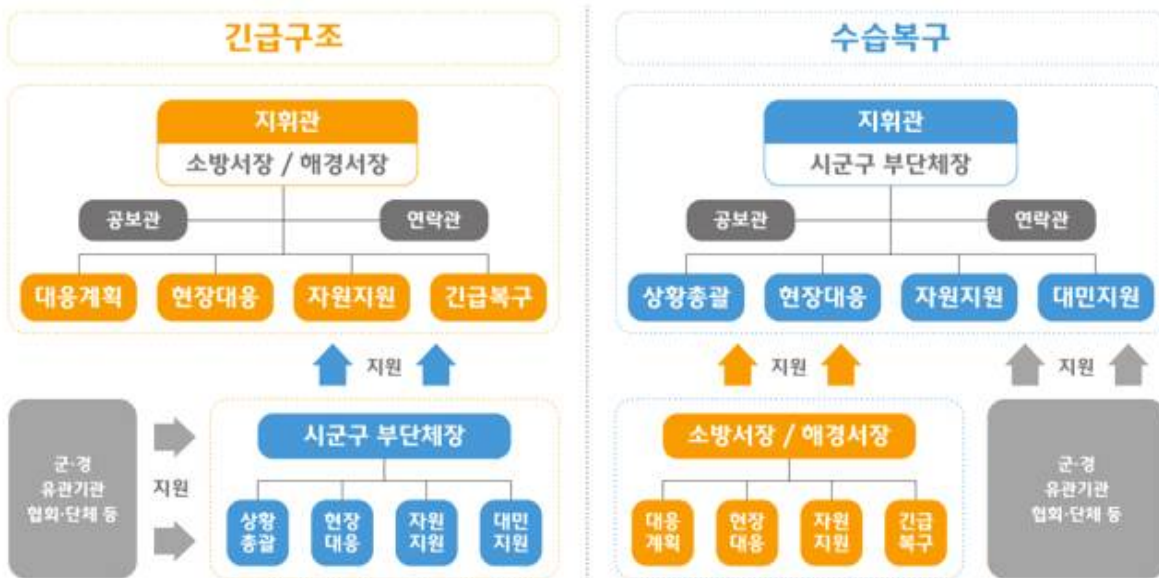 긴급구조
지휘관
소방서장 / 해경서장
공보관
연락관
대응계획
현장대응
자원지원
긴급복구
지원
군·경
유관기관
협회·단체 등
지원
시군구 부단체장
상황
총괄
현장
대응
자원
지원
대민
지원
수습복구
지휘관
시군구 부단체장
공보관
연락관
상황총괄
현장대응
자원지원
대민지원
지원
지원
소방서장 / 해경서장
대응
계획
현장
대응
자원
지원
긴급
복구
군·경
유관기관
협회·단체 등